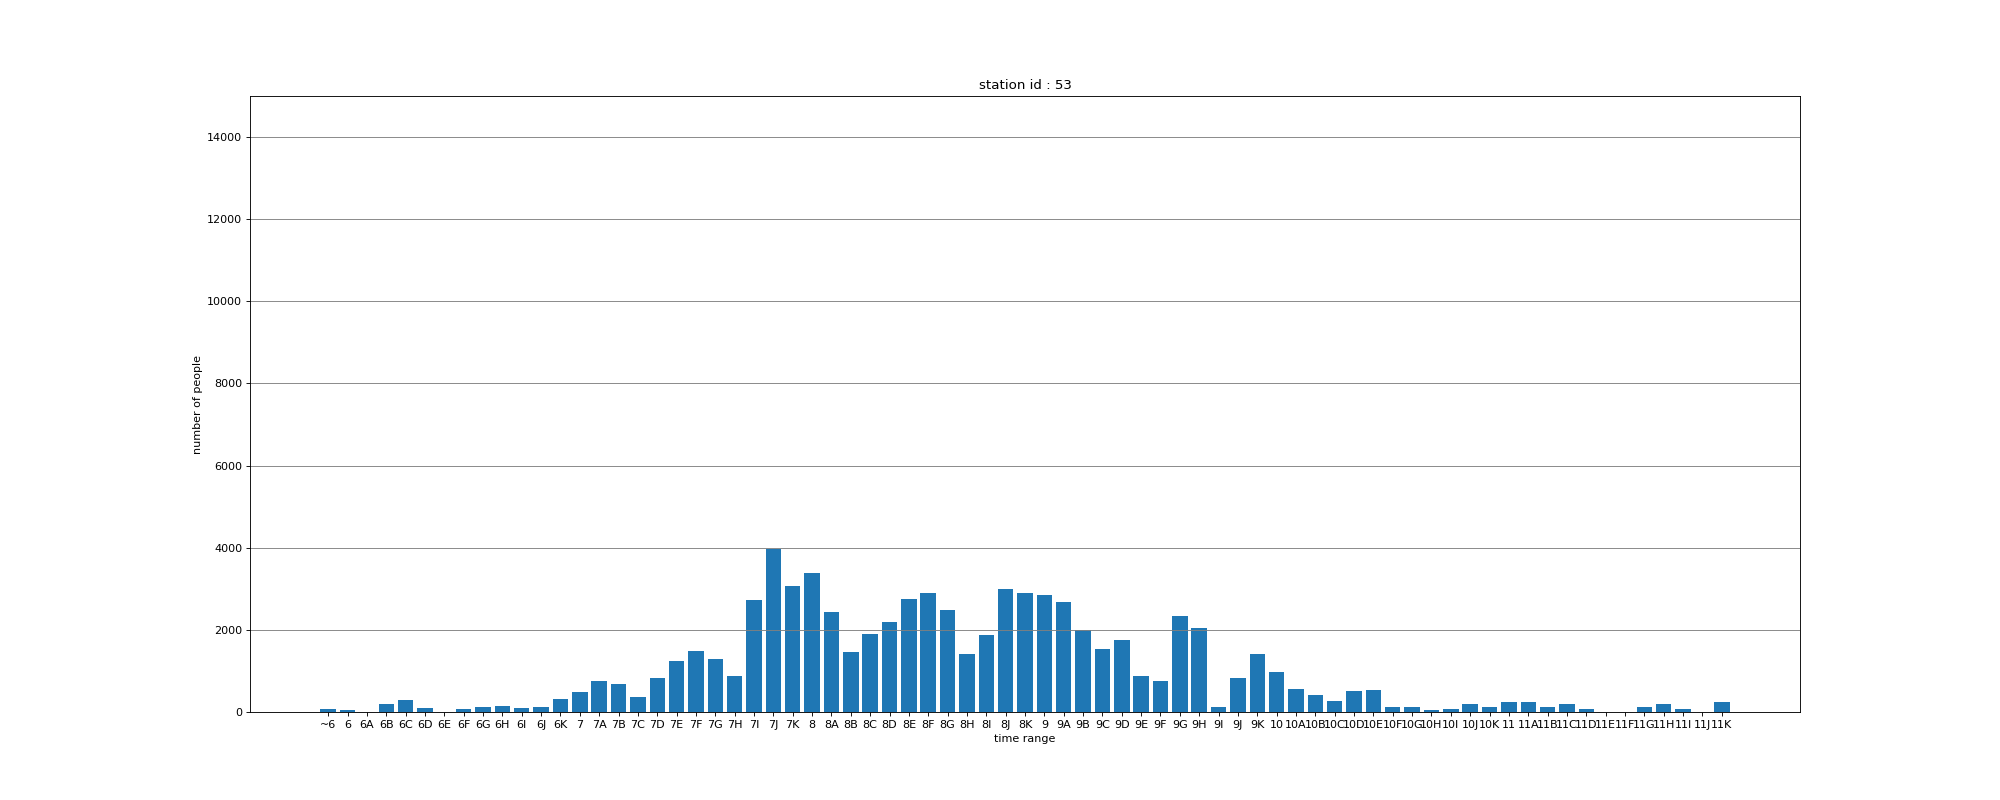 station id : 53
14000
12000
10000
8000
6000
4000
2000
0
number of people
~6 6 6A 6B 6C 6D 6E 6F 6G 6H 6I 6J 6K 7 7A 7B 7C 7D 7E 7F 7G 7H 7I 7J 7K 8 8A 8B 8C 8D 8E 8F 8G 8H 8I 8J 8K 9 9A 9B 9C 9D 9E 9F 9G 9H 9I 9J 9K 10 10A 10B 10C 10D 10E 10F 10G 10H 10I 10J 10K 11 11A 11B 11C 11D 11E 11F 11G 11H 11I 11J 11K
time range